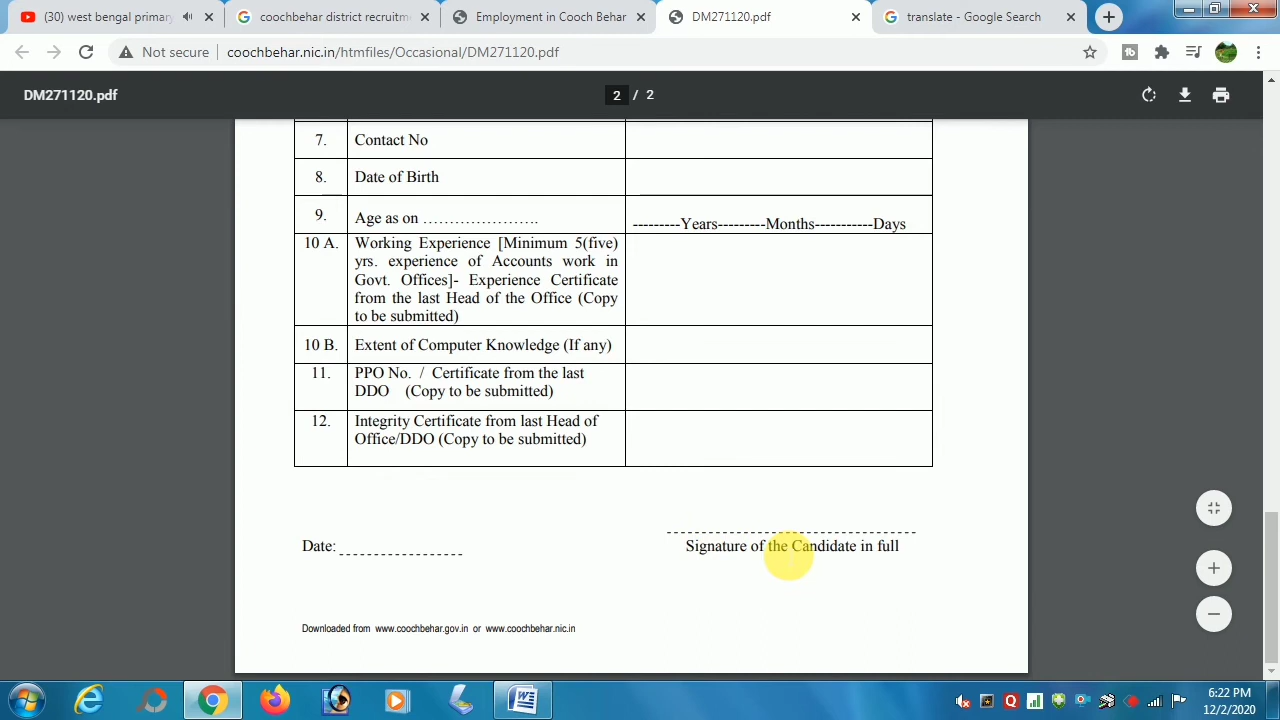 (30) west bengal primary
coochbehar district recruitm
Employment in Cooch Behar
DM271120.pdf
translate - Google Search
Not secure
coochbehar.nic.in/htmfiles/Occasional/DM271120.pdf
DM271120.pdf
2 / 2
7. Contact No
8. Date of Birth
9. Age as on ………………….
---------Years---------Months-----------Days
10 A. Working Experience [Minimum 5(five)
yrs. experience of Accounts work in
Govt. Offices]- Experience Certificate
from the last Head of the Office (Copy
to be submitted)
10 B. Extent of Computer Knowledge (If any)
11. PPO No. / Certificate from the last
DDO (Copy to be submitted)
12. Integrity Certificate from last Head of
Office/DDO (Copy to be submitted)
Date:
Signature of the Candidate in full
Downloaded from www.coochbehar.gov.in or www.coochbehar.nic.in
6:22 PM
12/2/2020